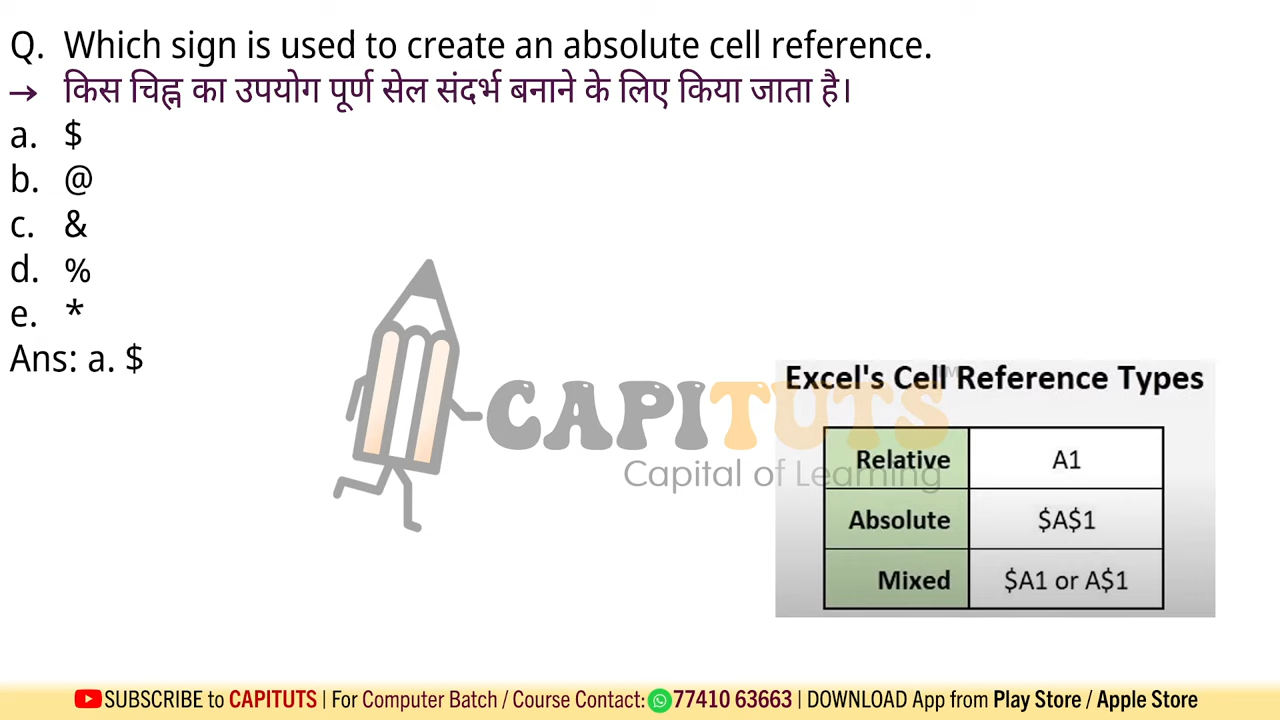 Q. Which sign is used to create an absolute cell reference.
→ किस चिह्न का उपयोग पूर्ण सेल संदर्भ बनाने के लिए किया जाता है।
a. $
b. @
c. &
d. %
e. *
Ans: a. $
CAPITUTS
Capital of Learning
Excel's Cell Reference Types
Relative A1
Absolute $A$1
Mixed $A1 or A$1
SUBSCRIBE to CAPITUTS | For Computer Batch / Course Contact: 77410 63663 | DOWNLOAD App from Play Store / Apple Store